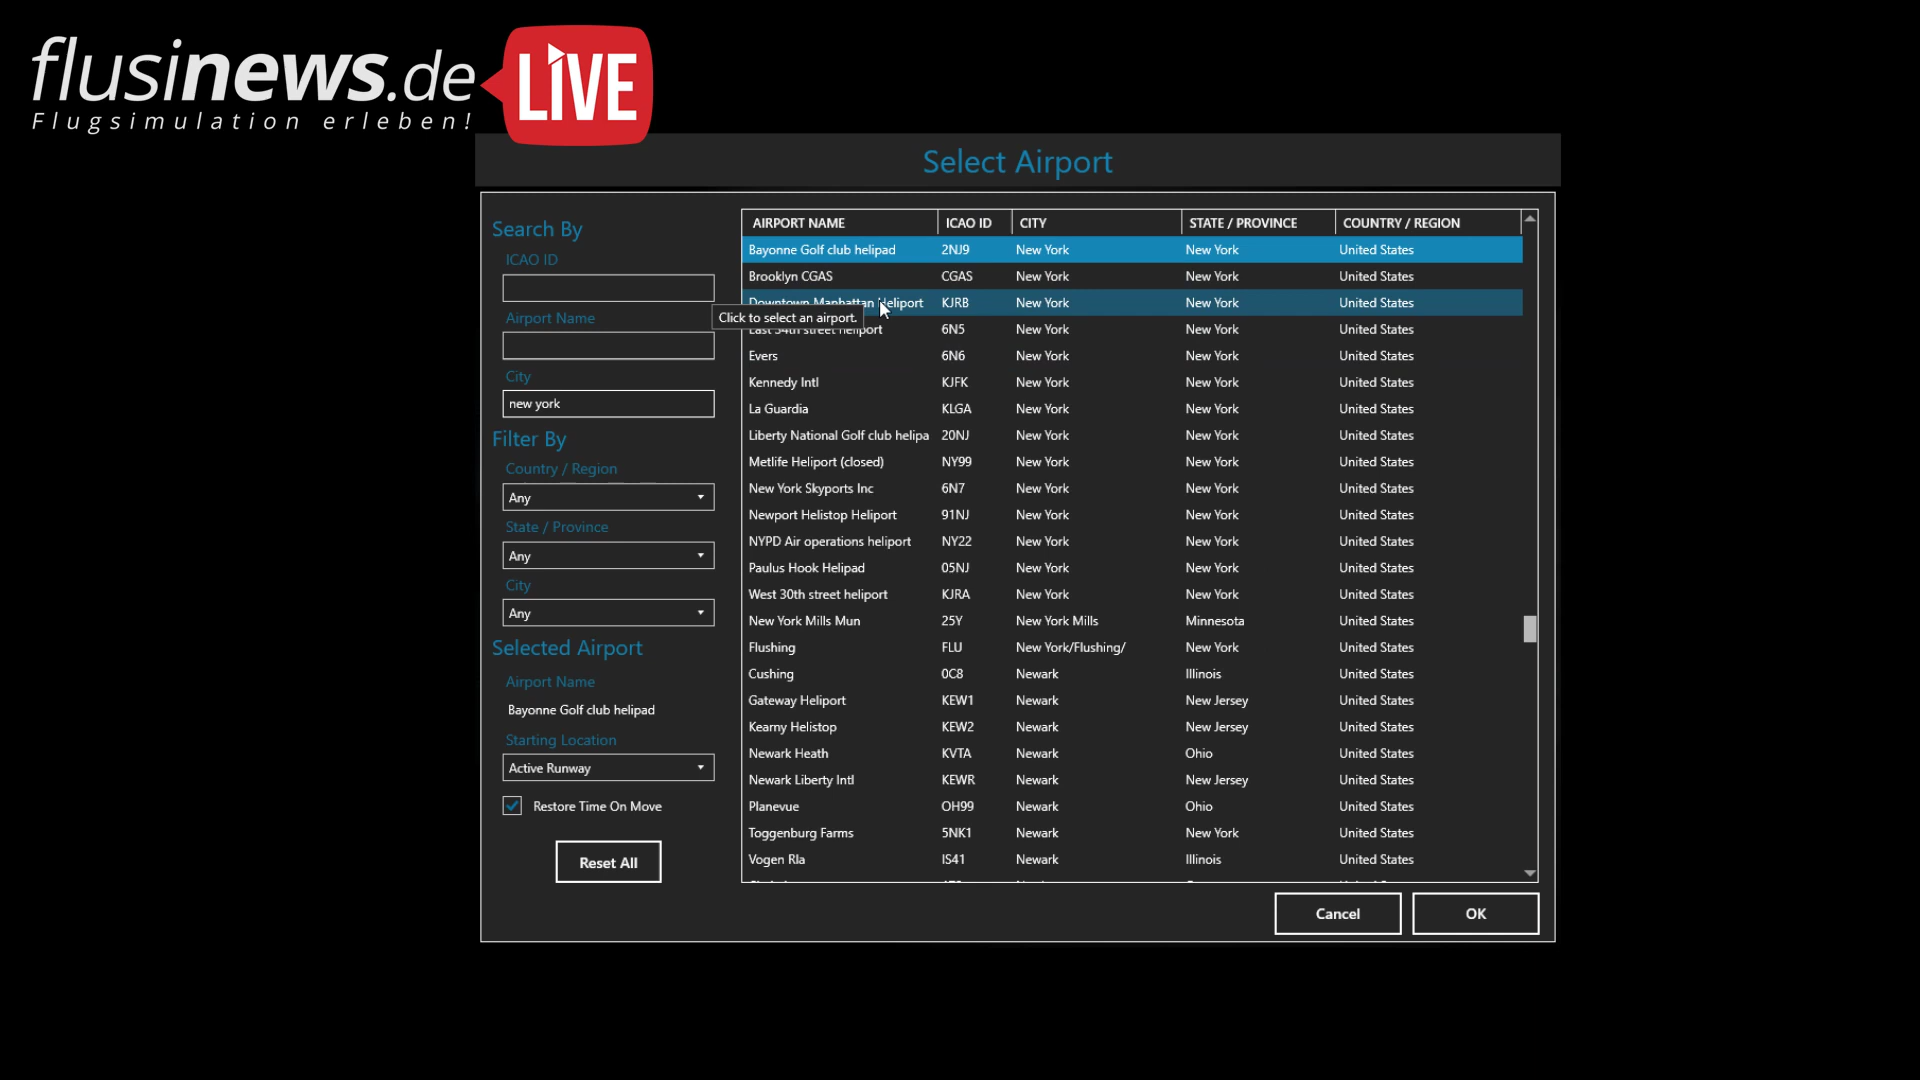 flusinews.de LIVE
Flugsimulation erleben!
Select Airport
Search By
ICAO ID
Airport Name
City
new york
Filter By
Country / Region
Any
State / Province
Any
City
Any
Selected Airport
Airport Name
Bayonne Golf club helipad
Starting Location
Active Runway
Restore Time On Move
Reset All
AIRPORT NAME ICAO ID CITY STATE / PROVINCE COUNTRY / REGION
Bayonne Golf club helipad 2NJ9 New York New York United States
Brooklyn CGAS CGAS New York New York United States
Downtown Manhattan Heliport KJRB New York New York United States
Click to select an airport.
East 34th street heliport 6N5 New York New York United States
Evers 6N6 New York New York United States
Kennedy Intl KJFK New York New York United States
La Guardia KLGA New York New York United States
Liberty National Golf club helipa 20NJ New York New York United States
Metlife Heliport (closed) NY99 New York New York United States
New York Skyports Inc 6N7 New York New York United States
Newport Helistop Heliport 91NJ New York New York United States
NYPD Air operations heliport NY22 New York New York United States
Paulus Hook Helipad 05NJ New York New York United States
West 30th street heliport KJRA New York New York United States
New York Mills Mun 25Y New York Mills Minnesota United States
Flushing FLU New York/Flushing/ New York United States
Cushing 0C8 Newark Illinois United States
Gateway Heliport KEW1 Newark New Jersey United States
Kearny Helistop KEW2 Newark New Jersey United States
Newark Heath KVTA Newark Ohio United States
Newark Liberty Intl KEWR Newark New Jersey United States
Planevue OH99 Newark Ohio United States
Toggenburg Farms 5NK1 Newark New York United States
Vogen Rla IS41 Newark Illinois United States
Cancel OK